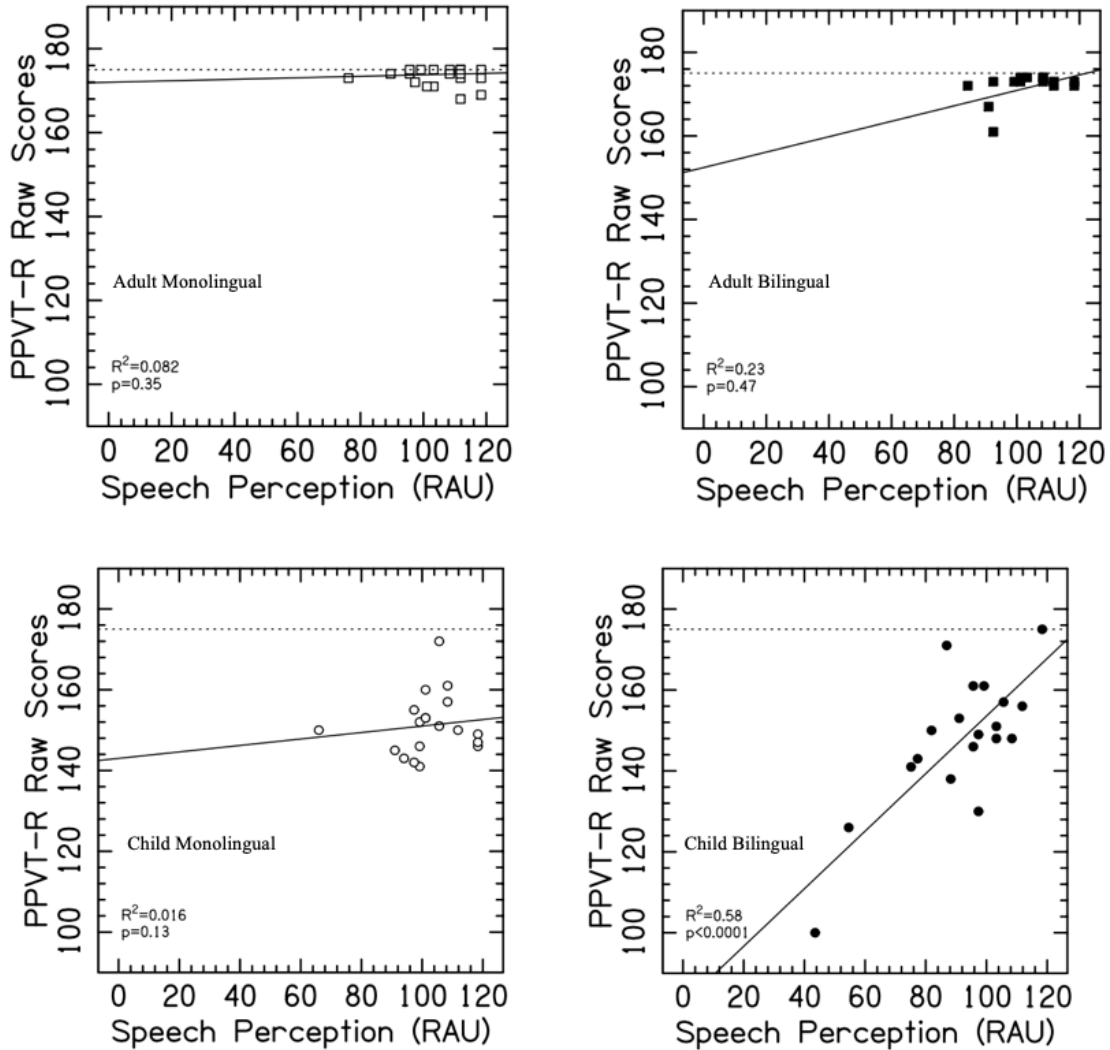 PPVT-R Raw Scores
180
160
140
120
100
Adult Monolingual
R²=0.082
p=0.35
0 20 40 60 80 100 120
Speech Perception (RAU)
PPVT-R Raw Scores
180
160
140
120
100
Adult Bilingual
R²=0.23
p=0.47
0 20 40 60 80 100 120
Speech Perception (RAU)
PPVT-R Raw Scores
180
160
140
120
100
Child Monolingual
R²=0.016
p=0.13
0 20 40 60 80 100 120
Speech Perception (RAU)
PPVT-R Raw Scores
180
160
140
120
100
Child Bilingual
R²=0.58
p<0.0001
0 20 40 60 80 100 120
Speech Perception (RAU)